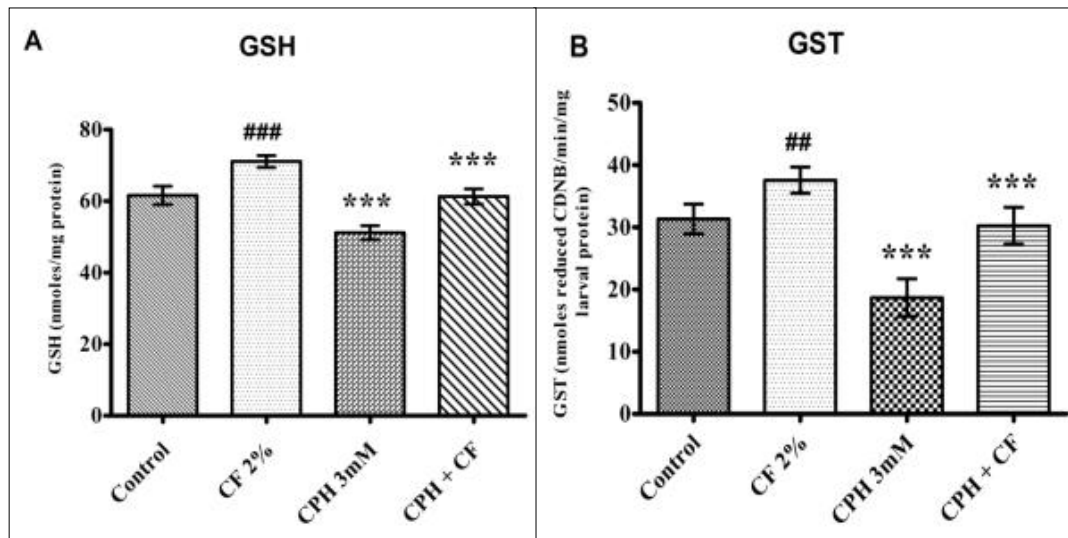 A
GSH
GSH (nmoles/mg protein)
80
60
40
20
0
###
***
***
Control
CF 2%
CPH 3mM
CPH + CF
B
GST
GST (nmoles reduced CDNB/min/mg
larval protein)
50
40
30
20
10
0
##
***
***
Control
CF 2%
CPH 3mM
CPH + CF